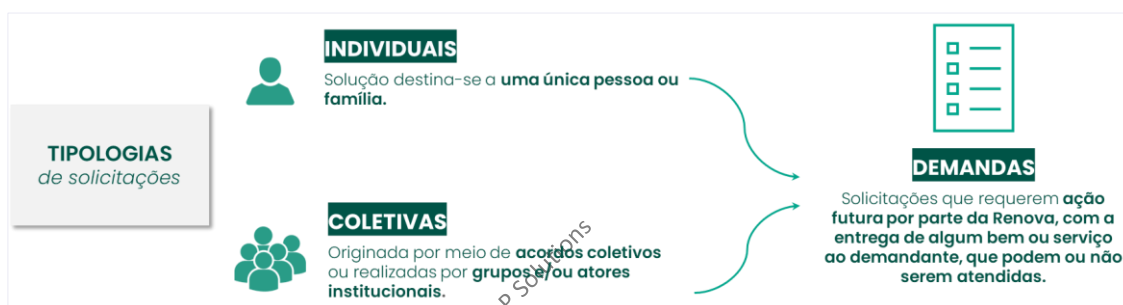 TIPOLOGIAS
de solicitações
INDIVIDUAIS
Solução destina-se a uma única pessoa ou
família.
COLETIVAS
Originada por meio de acordos coletivos
ou realizadas por grupos e/ou atores
institucionais.
DEMANDAS
Solicitações que requerem ação
futura por parte da Renova, com a
entrega de algum bem ou serviço
ao demandante, que podem ou não
serem atendidas.
P Solutions